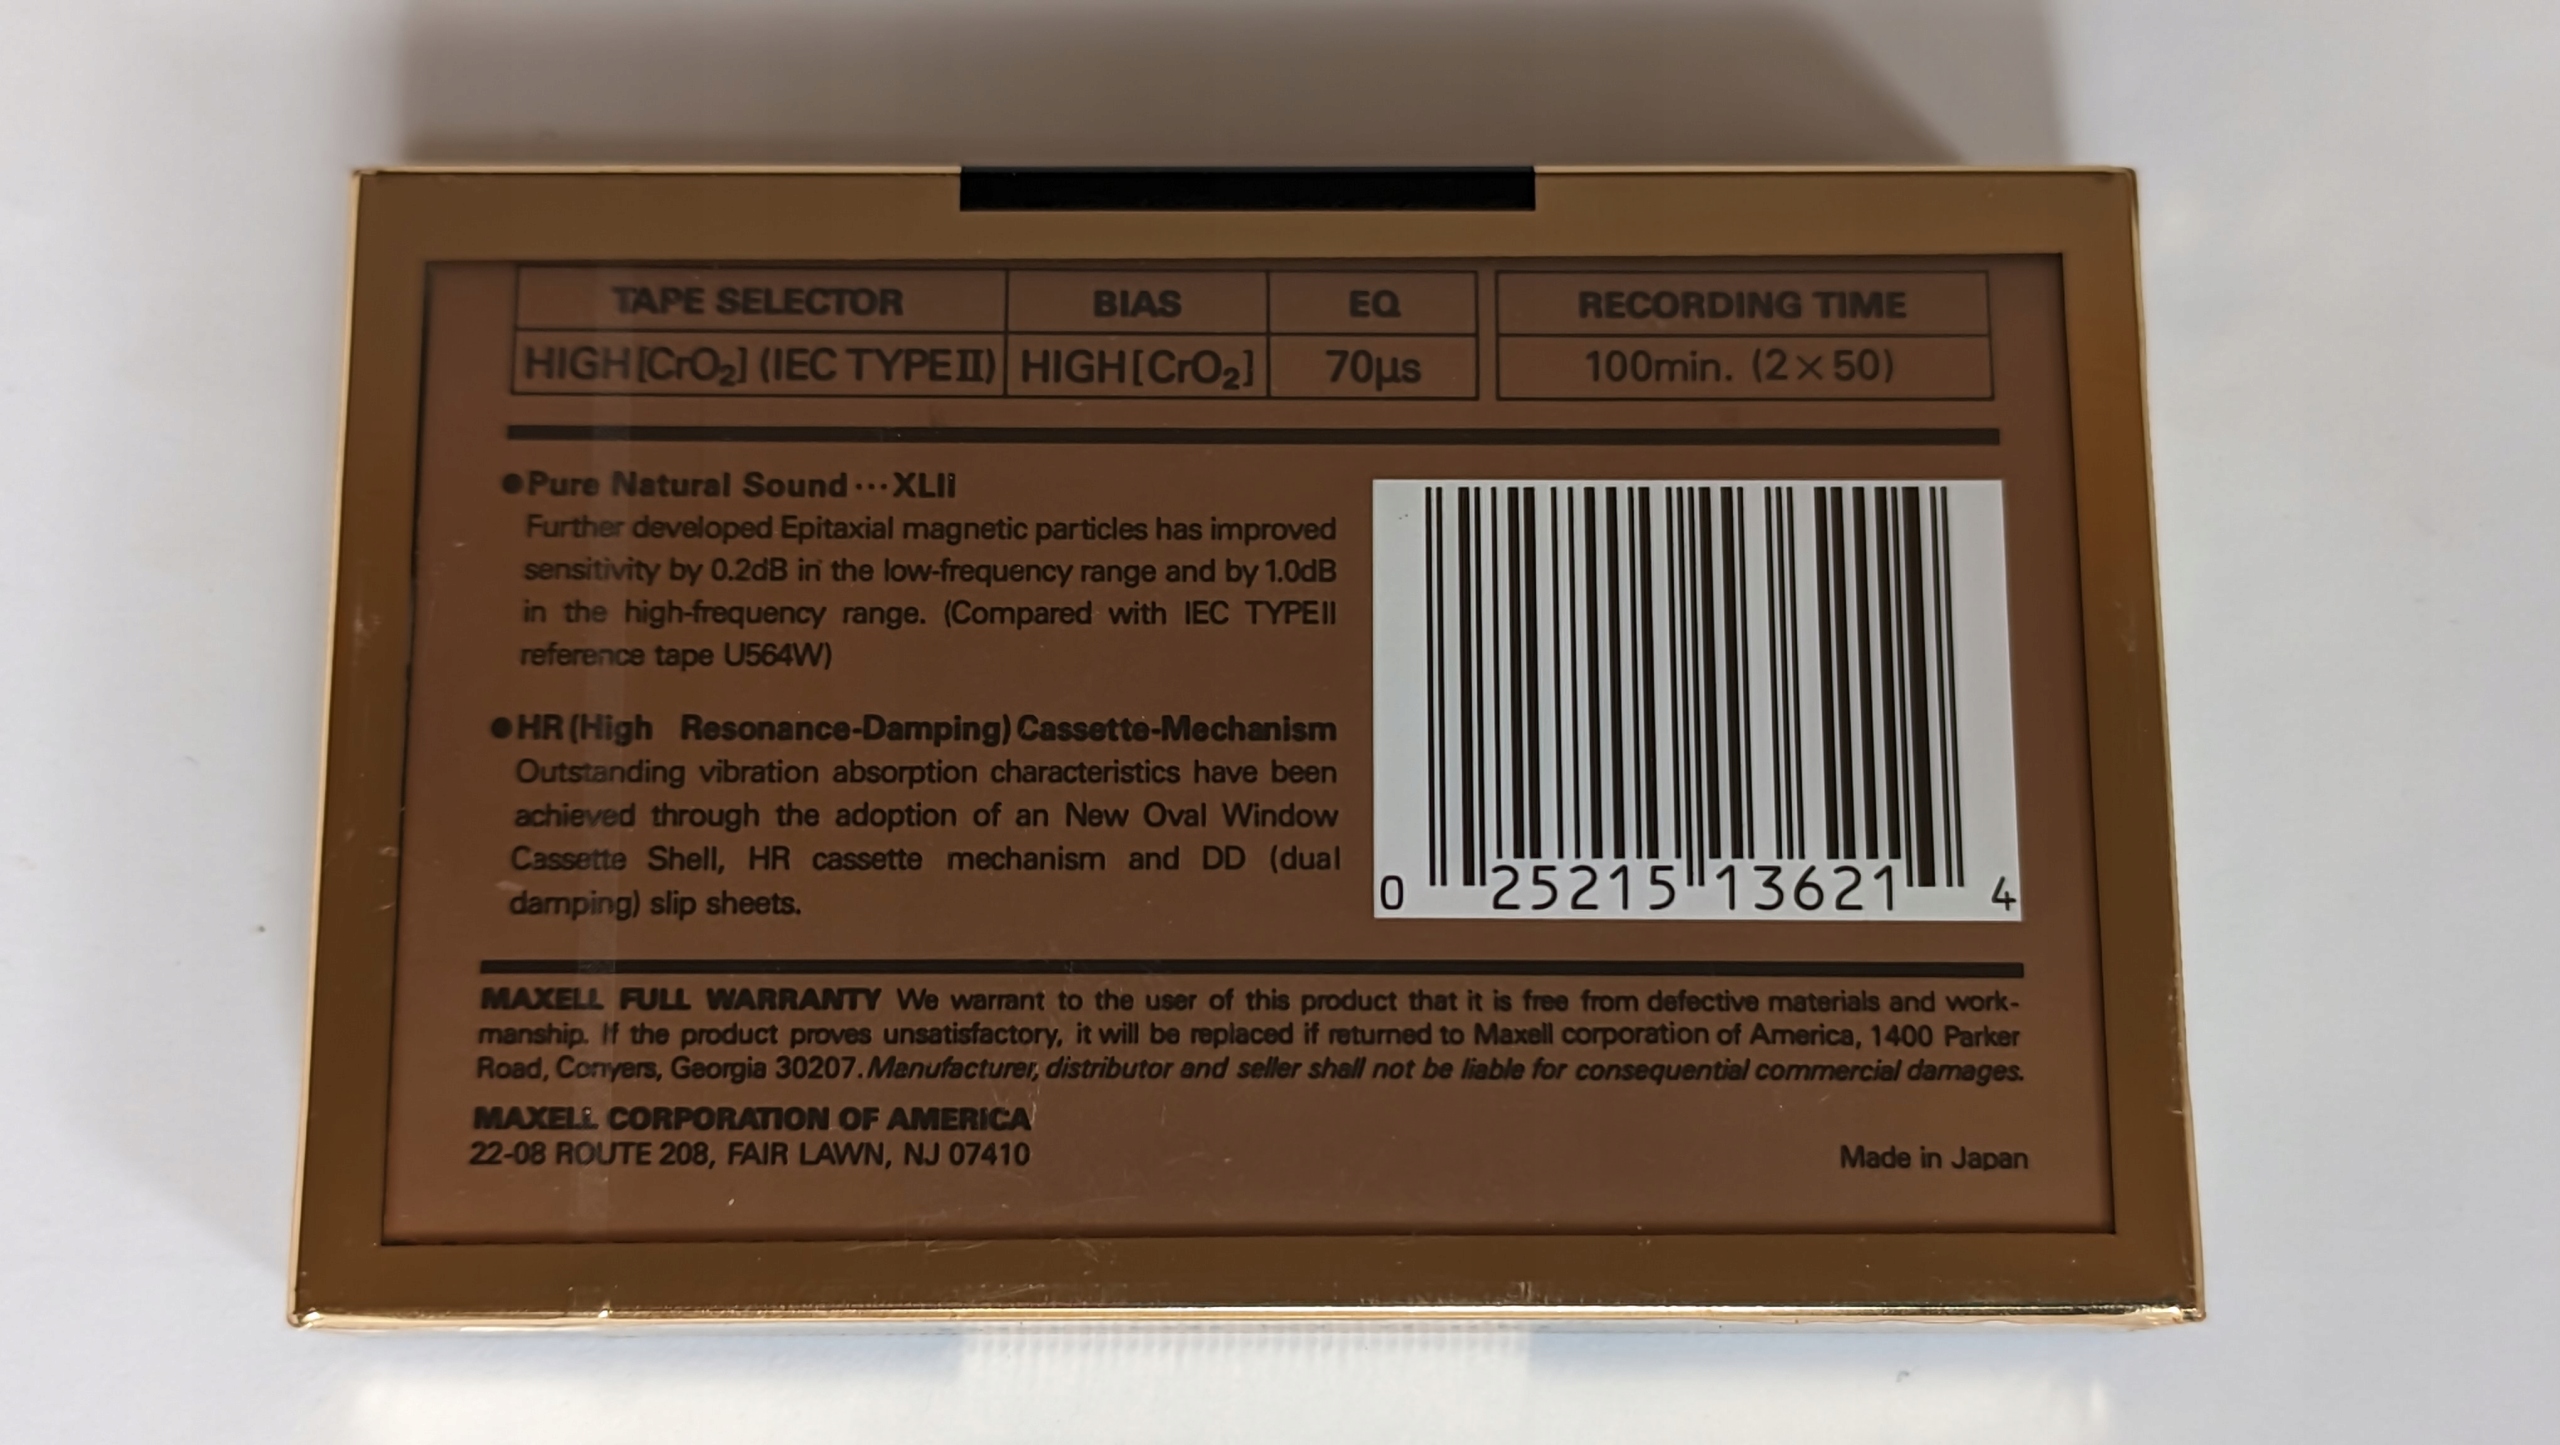 TAPE SELECTOR BIAS EQ RECORDING TIME
HIGH[CrO₂] (IEC TYPEⅡ) HIGH[CrO₂] 70μs 100min. (2×50)
●Pure Natural Sound···XLⅡ
Further developed Epitaxial magnetic particles has improved
sensitivity by 0.2dB in the low-frequency range and by 1.0dB
in the high-frequency range. (Compared with IEC TYPEⅡ
reference tape U564W)
●HR(High Resonance-Damping) Cassette-Mechanism
Outstanding vibration absorption characteristics have been
achieved through the adoption of an New Oval Window
Cassette Shell, HR cassette mechanism and DD (dual
damping) slip sheets.
0 25215 13621 4
MAXELL FULL WARRANTY We warrant to the user of this product that it is free from defective materials and work-
manship. If the product proves unsatisfactory, it will be replaced if returned to Maxell corporation of America, 1400 Parker
Road, Conyers, Georgia 30207. Manufacturer, distributor and seller shall not be liable for consequential commercial damages.
MAXELL CORPORATION OF AMERICA
22-08 ROUTE 208, FAIR LAWN, NJ 07410
Made in Japan